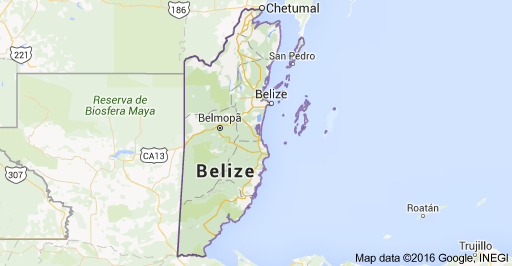 Chetumal
186
221
San Pedro
Belize
Reserva de
Biosfera Maya
Belmopã
CA13
Belize
307
Roatán
Trujillo
Map data ©2016 Google, INEGI